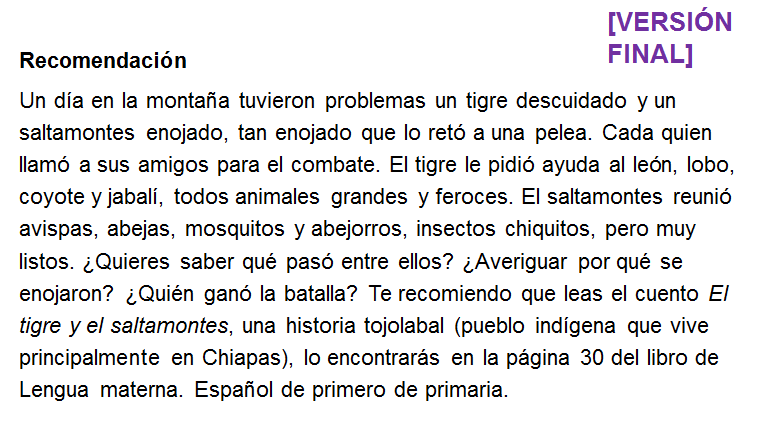 [VERSIÓN
FINAL]
Recomendación
Un día en la montaña tuvieron problemas un tigre descuidado y un
saltamontes enojado, tan enojado que lo retó a una pelea. Cada quien
llamó a sus amigos para el combate. El tigre le pidió ayuda al león, lobo,
coyote y jabalí, todos animales grandes y feroces. El saltamontes reunió
avispas, abejas, mosquitos y abejorros, insectos chiquitos, pero muy
listos. ¿Quieres saber qué pasó entre ellos? ¿Averiguar por qué se
enojaron? ¿Quién ganó la batalla? Te recomiendo que leas el cuento El
tigre y el saltamontes, una historia tojolabal (pueblo indígena que vive
principalmente en Chiapas), lo encontrarás en la página 30 del libro de
Lengua materna. Español de primero de primaria.